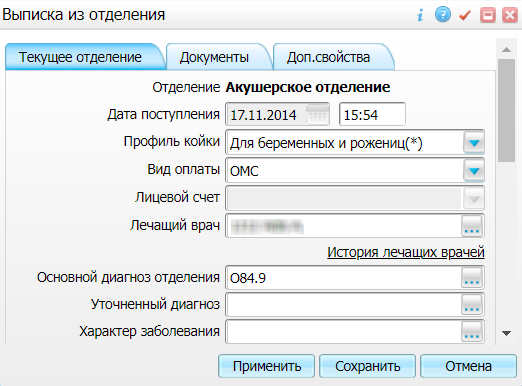 Выписка из отделения
Текущее отделение Документы Доп.свойства
Отделение Акушерское отделение
Дата поступления 17.11.2014 15:54
Профиль койки Для беременных и рожениц(*)
Вид оплаты ОМС
Лицевой счет
Лечащий врач ...
История лечащих врачей
Основной диагноз отделения O84.9 ...
Уточненный диагноз ...
Характер заболевания ...
Применить Сохранить Отмена